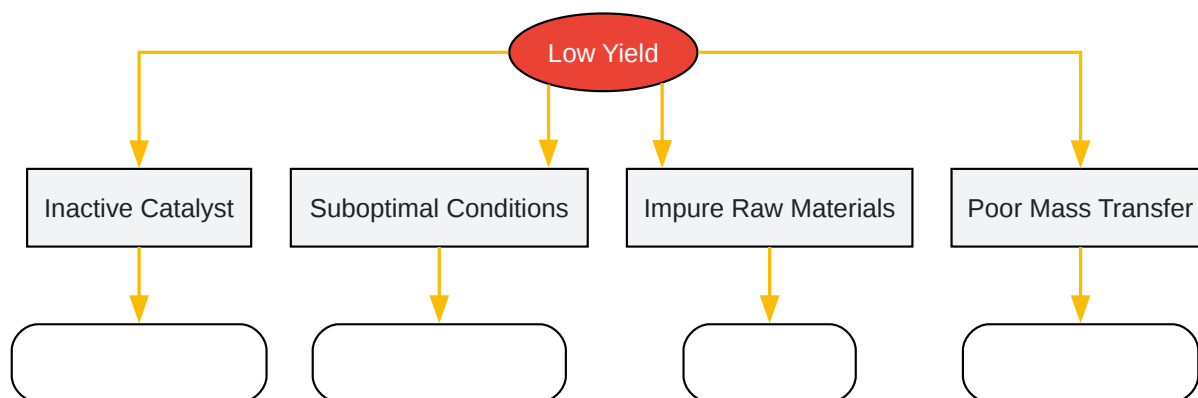 Low Yield
Inactive Catalyst
Suboptimal Conditions
Impure Raw Materials
Poor Mass Transfer